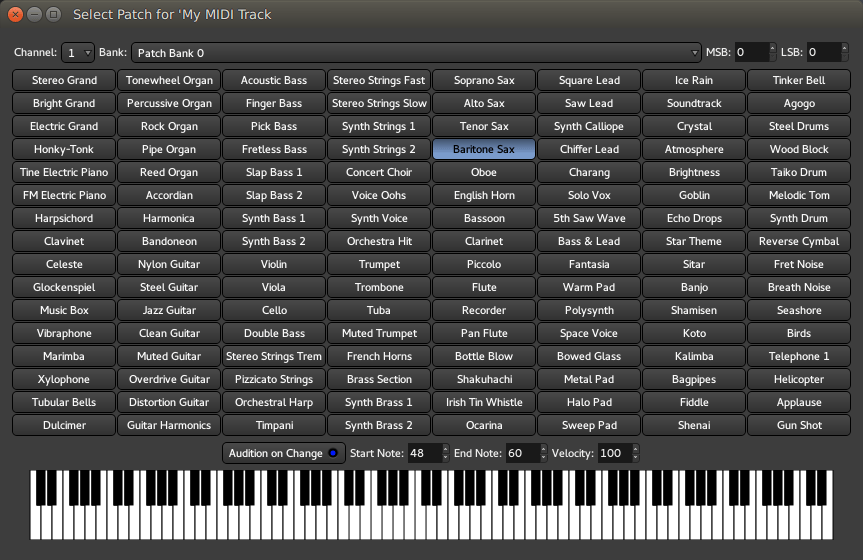 Select Patch for 'My MIDI Track
Channel: 1 Bank: Patch Bank 0 MSB: 0 LSB: 0
Stereo Grand Tonewheel Organ Acoustic Bass Stereo Strings Fast Soprano Sax Square Lead Ice Rain Tinker Bell
Bright Grand Percussive Organ Finger Bass Stereo Strings Slow Alto Sax Saw Lead Soundtrack Agogo
Electric Grand Rock Organ Pick Bass Synth Strings 1 Tenor Sax Synth Calliope Crystal Steel Drums
Honky-Tonk Pipe Organ Fretless Bass Synth Strings 2 Baritone Sax Chiffer Lead Atmosphere Wood Block
Tine Electric Piano Reed Organ Slap Bass 1 Concert Choir Oboe Charang Brightness Taiko Drum
FM Electric Piano Accordian Slap Bass 2 Voice Oohs English Horn Solo Vox Goblin Melodic Tom
Harpsichord Harmonica Synth Bass 1 Synth Voice Bassoon 5th Saw Wave Echo Drops Synth Drum
Clavinet Bandoneon Synth Bass 2 Orchestra Hit Clarinet Bass & Lead Star Theme Reverse Cymbal
Celeste Nylon Guitar Violin Trumpet Piccolo Fantasia Sitar Fret Noise
Glockenspiel Steel Guitar Viola Trombone Flute Warm Pad Banjo Breath Noise
Music Box Jazz Guitar Cello Tuba Recorder Polysynth Shamisen Seashore
Vibraphone Clean Guitar Double Bass Muted Trumpet Pan Flute Space Voice Koto Birds
Marimba Muted Guitar Stereo Strings Trem French Horns Bottle Blow Bowed Glass Kalimba Telephone 1
Xylophone Overdrive Guitar Pizzicato Strings Brass Section Shakuhachi Metal Pad Bagpipes Helicopter
Tubular Bells Distortion Guitar Orchestral Harp Synth Brass 1 Irish Tin Whistle Halo Pad Fiddle Applause
Dulcimer Guitar Harmonics Timpani Synth Brass 2 Ocarina Sweep Pad Shenai Gun Shot
Audition on Change Start Note: 48 End Note: 60 Velocity: 100